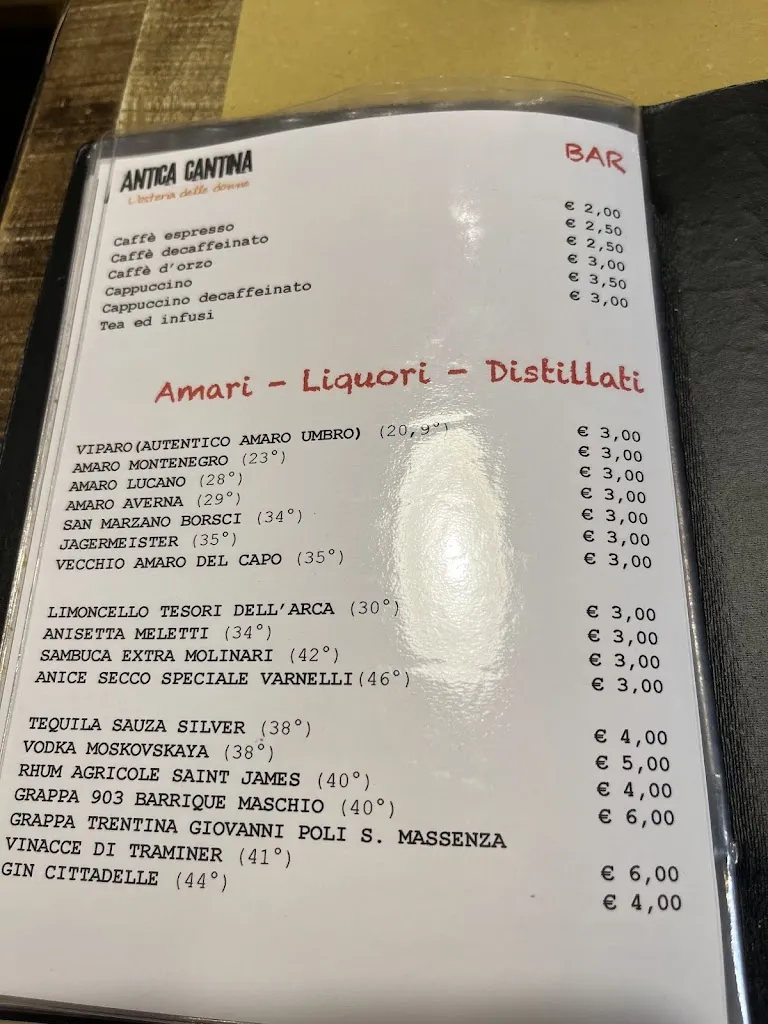 ANTICA CANTINA
L'osteria delle donne
BAR
Caffè espresso € 2,00
Caffè decaffeinato € 2,50
Caffè d'orzo € 2,50
Cappuccino € 3,00
Cappuccino decaffeinato € 3,50
Tea ed infusi € 3,00
Amari - Liquori - Distillati
VIPARO(AUTENTICO AMARO UMBRO) (20,9°) € 3,00
AMARO MONTENEGRO (23°) € 3,00
AMARO LUCANO (28°) € 3,00
AMARO AVERNA (29°) € 3,00
SAN MARZANO BORSCI (34°) € 3,00
JAGERMEISTER (35°) € 3,00
VECCHIO AMARO DEL CAPO (35°) € 3,00
LIMONCELLO TESORI DELL'ARCA (30°) € 3,00
ANISETTA MELETTI (34°) € 3,00
SAMBUCA EXTRA MOLINARI (42°) € 3,00
ANICE SECCO SPECIALE VARNELLI(46°) € 3,00
TEQUILA SAUZA SILVER (38°) € 4,00
VODKA MOSKOVSKAYA (38°) € 5,00
RHUM AGRICOLE SAINT JAMES (40°) € 4,00
GRAPPA 903 BARRIQUE MASCHIO (40°) € 6,00
GRAPPA TRENTINA GIOVANNI POLI S. MASSENZA
VINACCE DI TRAMINER (41°) € 6,00
GIN CITTADELLE (44°) € 4,00